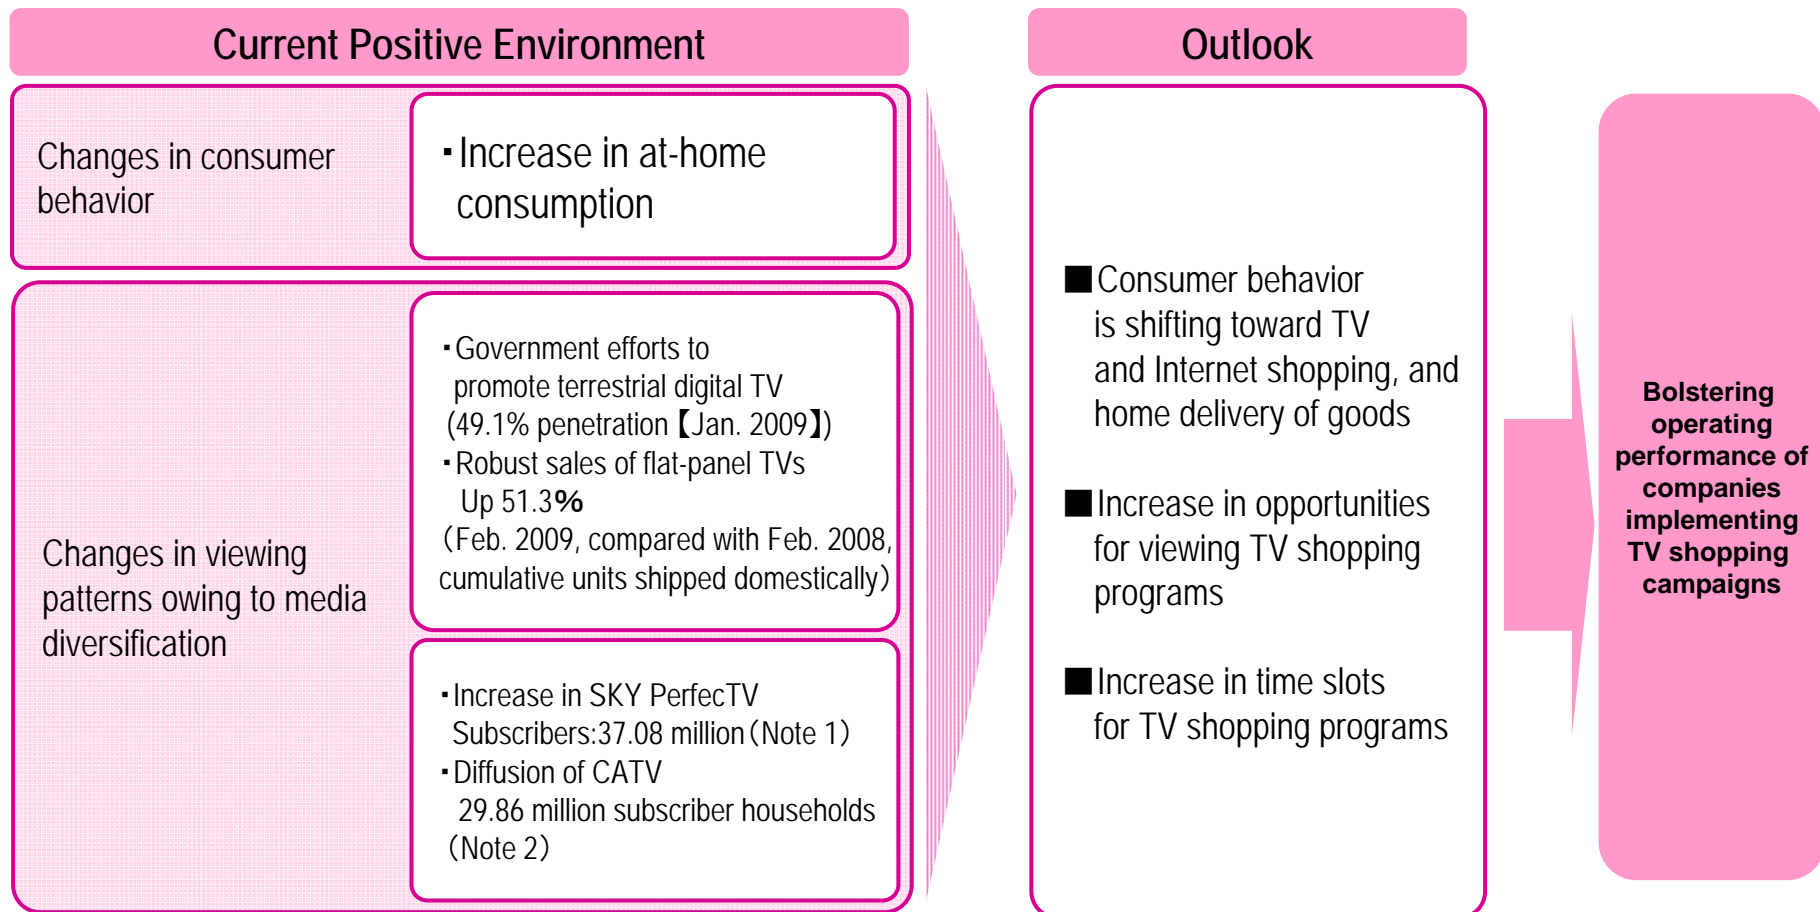 Current Positive Environment
Outlook
Changes in consumer
behavior
・Increase in at-home
consumption
Changes in viewing
patterns owing to media
diversification
・Government efforts to
promote terrestrial digital TV
(49.1% penetration【Jan. 2009】)
・Robust sales of flat-panel TVs
Up 51.3%
(Feb. 2009, compared with Feb. 2008,
cumulative units shipped domestically)
・Increase in SKY PerfecTV
Subscribers:37.08 million(Note 1)
・Diffusion of CATV
29.86 million subscriber households
(Note 2)
■Consumer behavior
is shifting toward TV
and Internet shopping, and
home delivery of goods
■Increase in opportunities
for viewing TV shopping
programs
■Increase in time slots
for TV shopping programs
Bolstering
operating
performance of
companies
implementing
TV shopping
campaigns